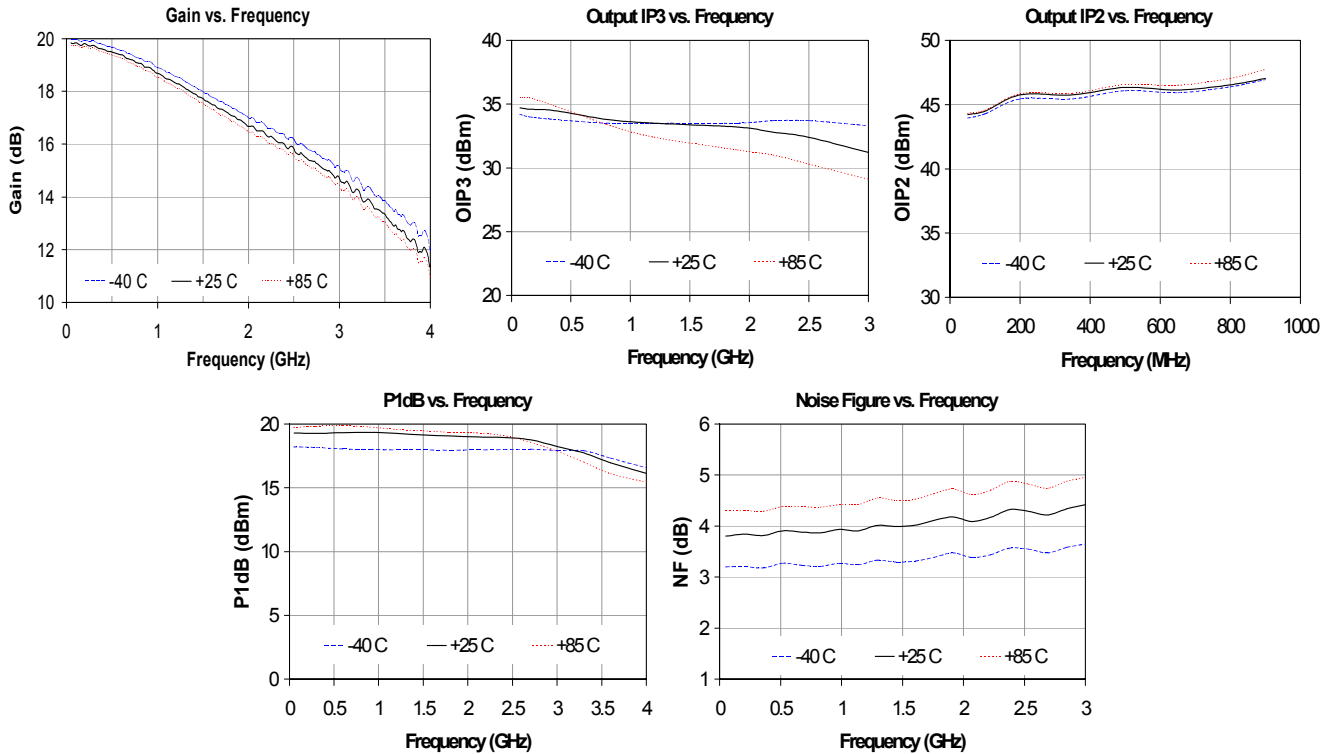 Gain vs. Frequency
Gain (dB)
20
18
16
14
12
10
-40 C +25 C +85 C
0 1 2 3 4
Frequency (GHz)
Output IP3 vs. Frequency
OIP3 (dBm)
40
35
30
25
20
-40 C +25 C +85 C
0 0.5 1 1.5 2 2.5 3
Frequency (GHz)
Output IP2 vs. Frequency
OIP2 (dBm)
50
45
40
35
30
-40 C +25 C +85 C
0 200 400 600 800 1000
Frequency (MHz)
P1dB vs. Frequency
P1dB (dBm)
20
15
10
5
0
-40 C +25 C +85 C
0 0.5 1 1.5 2 2.5 3 3.5 4
Frequency (GHz)
Noise Figure vs. Frequency
NF (dB)
6
5
4
3
2
1
-40 C +25 C +85 C
0 0.5 1 1.5 2 2.5 3
Frequency (GHz)